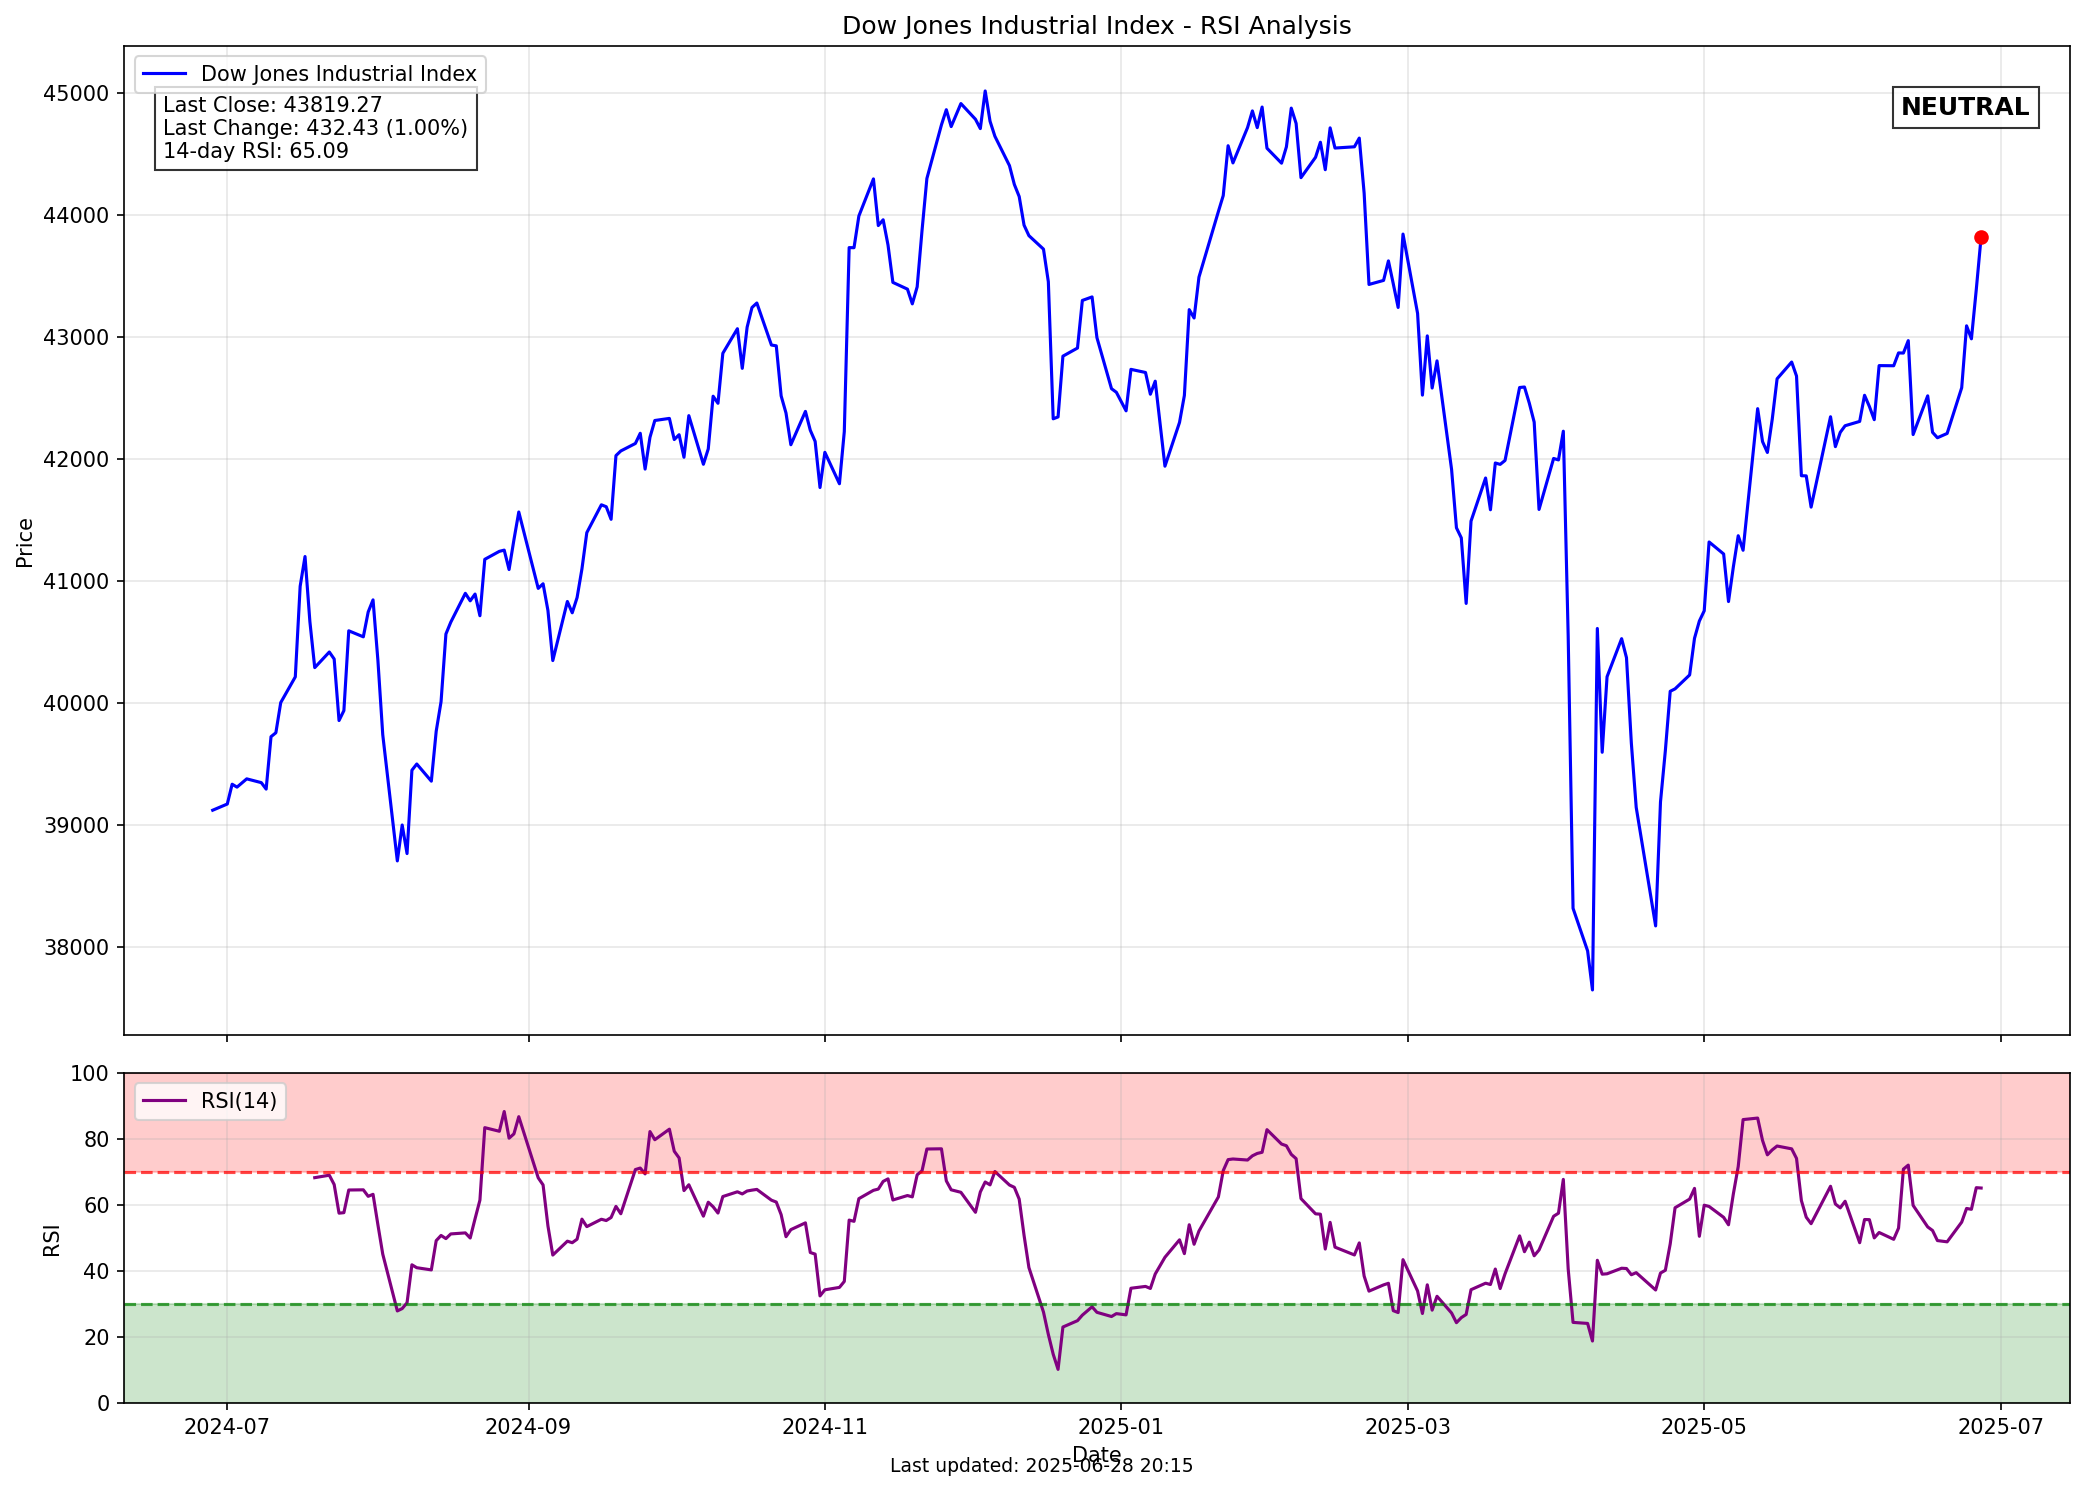 Dow Jones Industrial Index - RSI Analysis
Dow Jones Industrial Index
Last Close: 43819.27
Last Change: 432.43 (1.00%)
14-day RSI: 65.09
NEUTRAL
45000
44000
43000
42000
41000
40000
39000
38000
Price
RSI(14)
100
80
60
40
20
0
RSI
2024-07
2024-09
2024-11
2025-01
2025-03
2025-05
2025-07
Date
Last updated: 2025-06-28 20:15